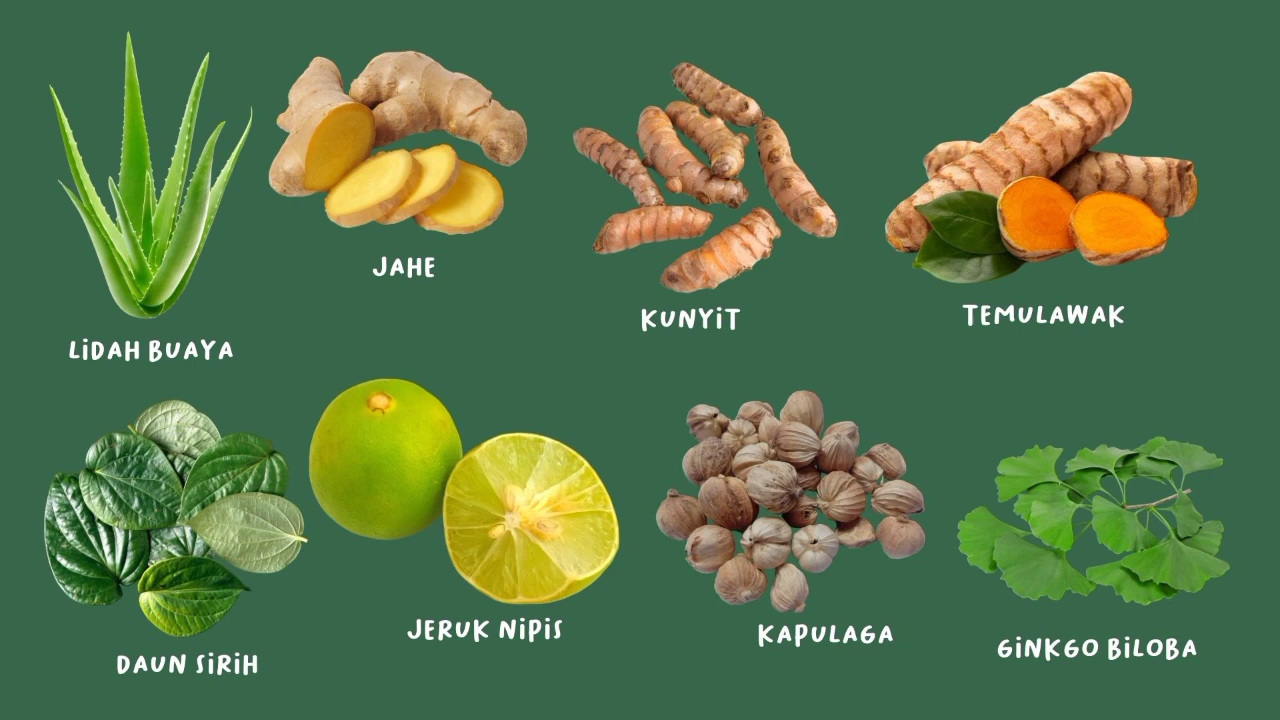 JAHE
KUNYIT
TEMULAWAK
LIDAH BUAYA
DAUN SIRIH
JERUK NIPIS
KAPULAGA
GINKGO BILOBA